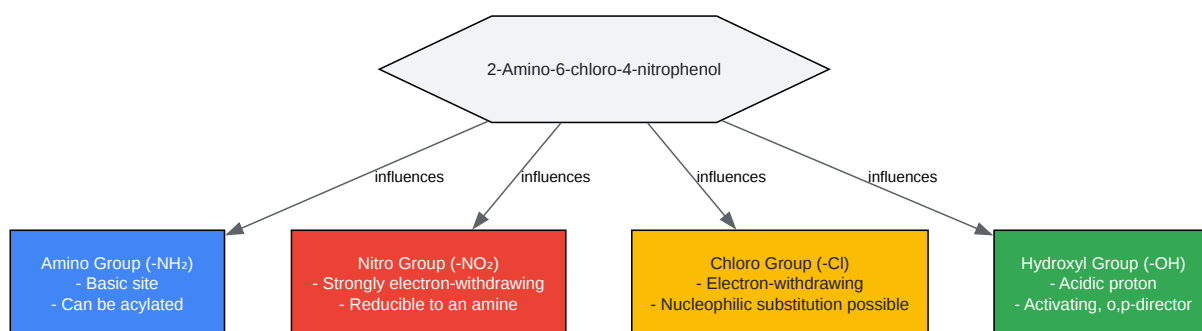 2-Amino-6-chloro-4-nitrophenol
influences
influences
influences
influences
Amino Group (-NH₂)
- Basic site
- Can be acylated
Nitro Group (-NO₂)
- Strongly electron-withdrawing
- Reducible to an amine
Chloro Group (-Cl)
- Electron-withdrawing
- Nucleophilic substitution possible
Hydroxyl Group (-OH)
- Acidic proton
- Activating, o,p-director